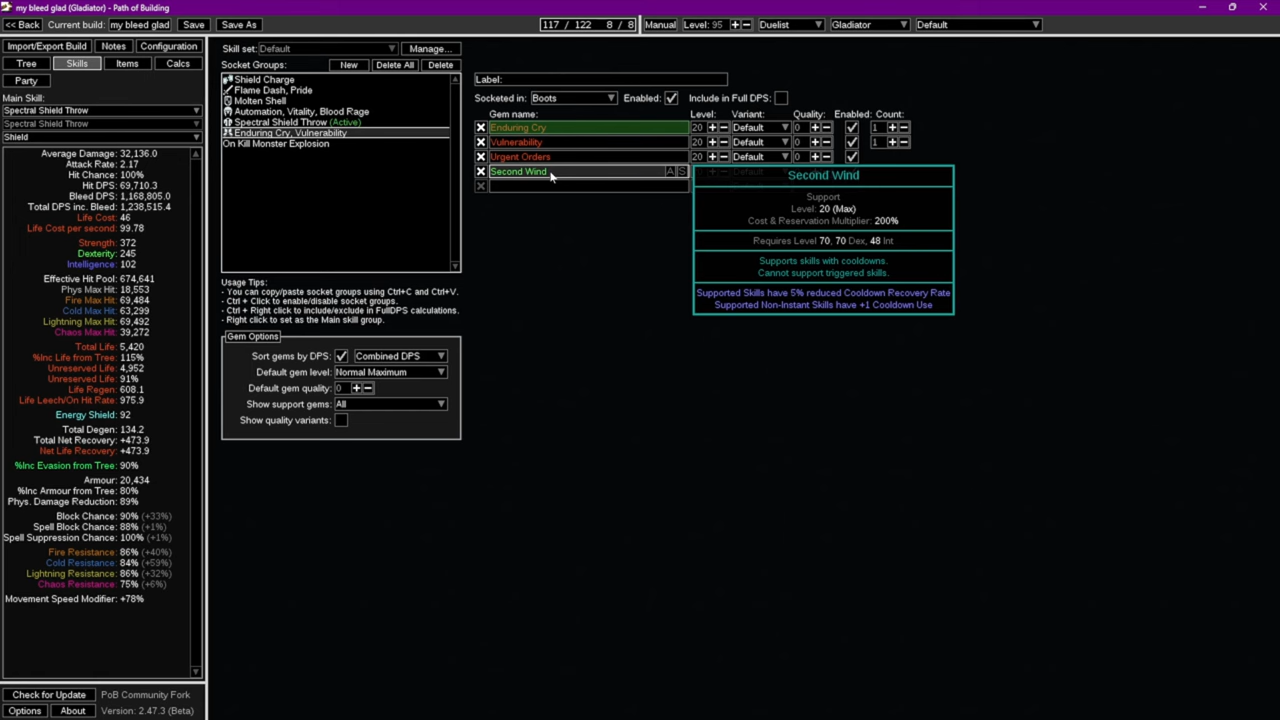 my bleed glad (Gladiator) - Path of Building
<< Back Current build: my bleed glad Save Save As 117 / 122 8 / 8 Manual Level: 95 Duelist Gladiator Default
Import/Export Build Notes Configuration
Tree Skills Items Calcs
Party
Main Skill:
Spectral Shield Throw
Spectral Shield Throw
Shield
Average Damage: 32,136.0
Attack Rate: 2.17
Hit Chance: 100%
Hit DPS: 69,710.3
Bleed DPS: 1,168,805.0
Total DPS inc. Bleed: 1,238,515.4
Life Cost: 46
Life Cost per second: 99.78
Strength: 372
Dexterity: 245
Intelligence: 102
Effective Hit Pool: 674,641
Phys Max Hit: 18,553
Fire Max Hit: 69,484
Cold Max Hit: 63,299
Lightning Max Hit: 69,492
Chaos Max Hit: 39,272
Total Life: 5,420
%Inc Life from Tree: 115%
Unreserved Life: 4,952
Unreserved Life: 91%
Life Regen: 608.1
Life Leech/On Hit Rate: 975.9
Energy Shield: 92
Total Degen: 134.2
Total Net Recovery: +473.9
Net Life Recovery: +473.9
%Inc Evasion from Tree: 90%
Armour: 20,434
%Inc Armour from Tree: 80%
Phys. Damage Reduction: 89%
Block Chance: 90% (+33%)
Spell Block Chance: 88% (+1%)
Spell Suppression Chance: 100% (+1%)
Fire Resistance: 86% (+40%)
Cold Resistance: 84% (+59%)
Lightning Resistance: 86% (+32%)
Chaos Resistance: 75% (+6%)
Movement Speed Modifier: +78%
Check for Update PoB Community Fork
Options About Version: 2.47.3 (Beta)
Skill set: Default Manage...
Socket Groups: New Delete All Delete
Shield Charge
Flame Dash, Pride
Molten Shell
Automation, Vitality, Blood Rage
Spectral Shield Throw (Active)
Enduring Cry, Vulnerability
On Kill Monster Explosion
Usage Tips:
- You can copy/paste socket groups using Ctrl+C and Ctrl+V.
- Ctrl + Click to enable/disable socket groups.
- Ctrl + Right click to include/exclude in FullDPS calculations.
- Right click to set as the Main skill group.
Gem Options
Sort gems by DPS: Combined DPS
Default gem level: Normal Maximum
Default gem quality: 0
Show support gems: All
Show quality variants:
Label:
Socketed in: Boots Enabled: Include in Full DPS:
Gem name: Level: Variant: Quality: Enabled: Count:
Enduring Cry 20 Default 0 1
Vulnerability 20 Default 0 1
Urgent Orders 20 Default 0
Second Wind A S
Second Wind
Support
Level: 20 (Max)
Cost & Reservation Multiplier: 200%
Requires Level 70, 70 Dex, 48 Int
Supports skills with cooldowns.
Cannot support triggered skills.
Supported Skills have 5% reduced Cooldown Recovery Rate
Supported Non-Instant Skills have +1 Cooldown Use